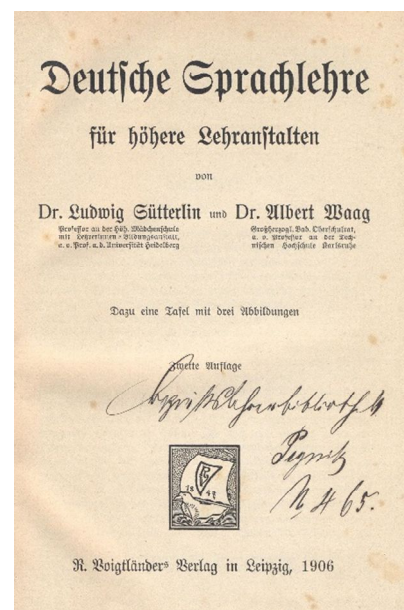 Deutsche Sprachlehre
für höhere Lehranstalten
von
Dr. Ludwig Sütterlin und Dr. Albert Waag
Professor an der Höh. Mädchenschule
mit Lehrerinnen-Bildungsanstalt,
a. o. Prof. a. d. Universität Heidelberg
Großherzogl. Bad. Oberschulrat,
a. o. Professor an der Tech-
nischen Hochschule Karlsruhe
Dazu eine Tafel mit drei Abbildungen
Zweite Auflage
Bezirkslehrerbibliothek
Pegnitz
N. 465.
R. Voigtländers Verlag in Leipzig, 1906